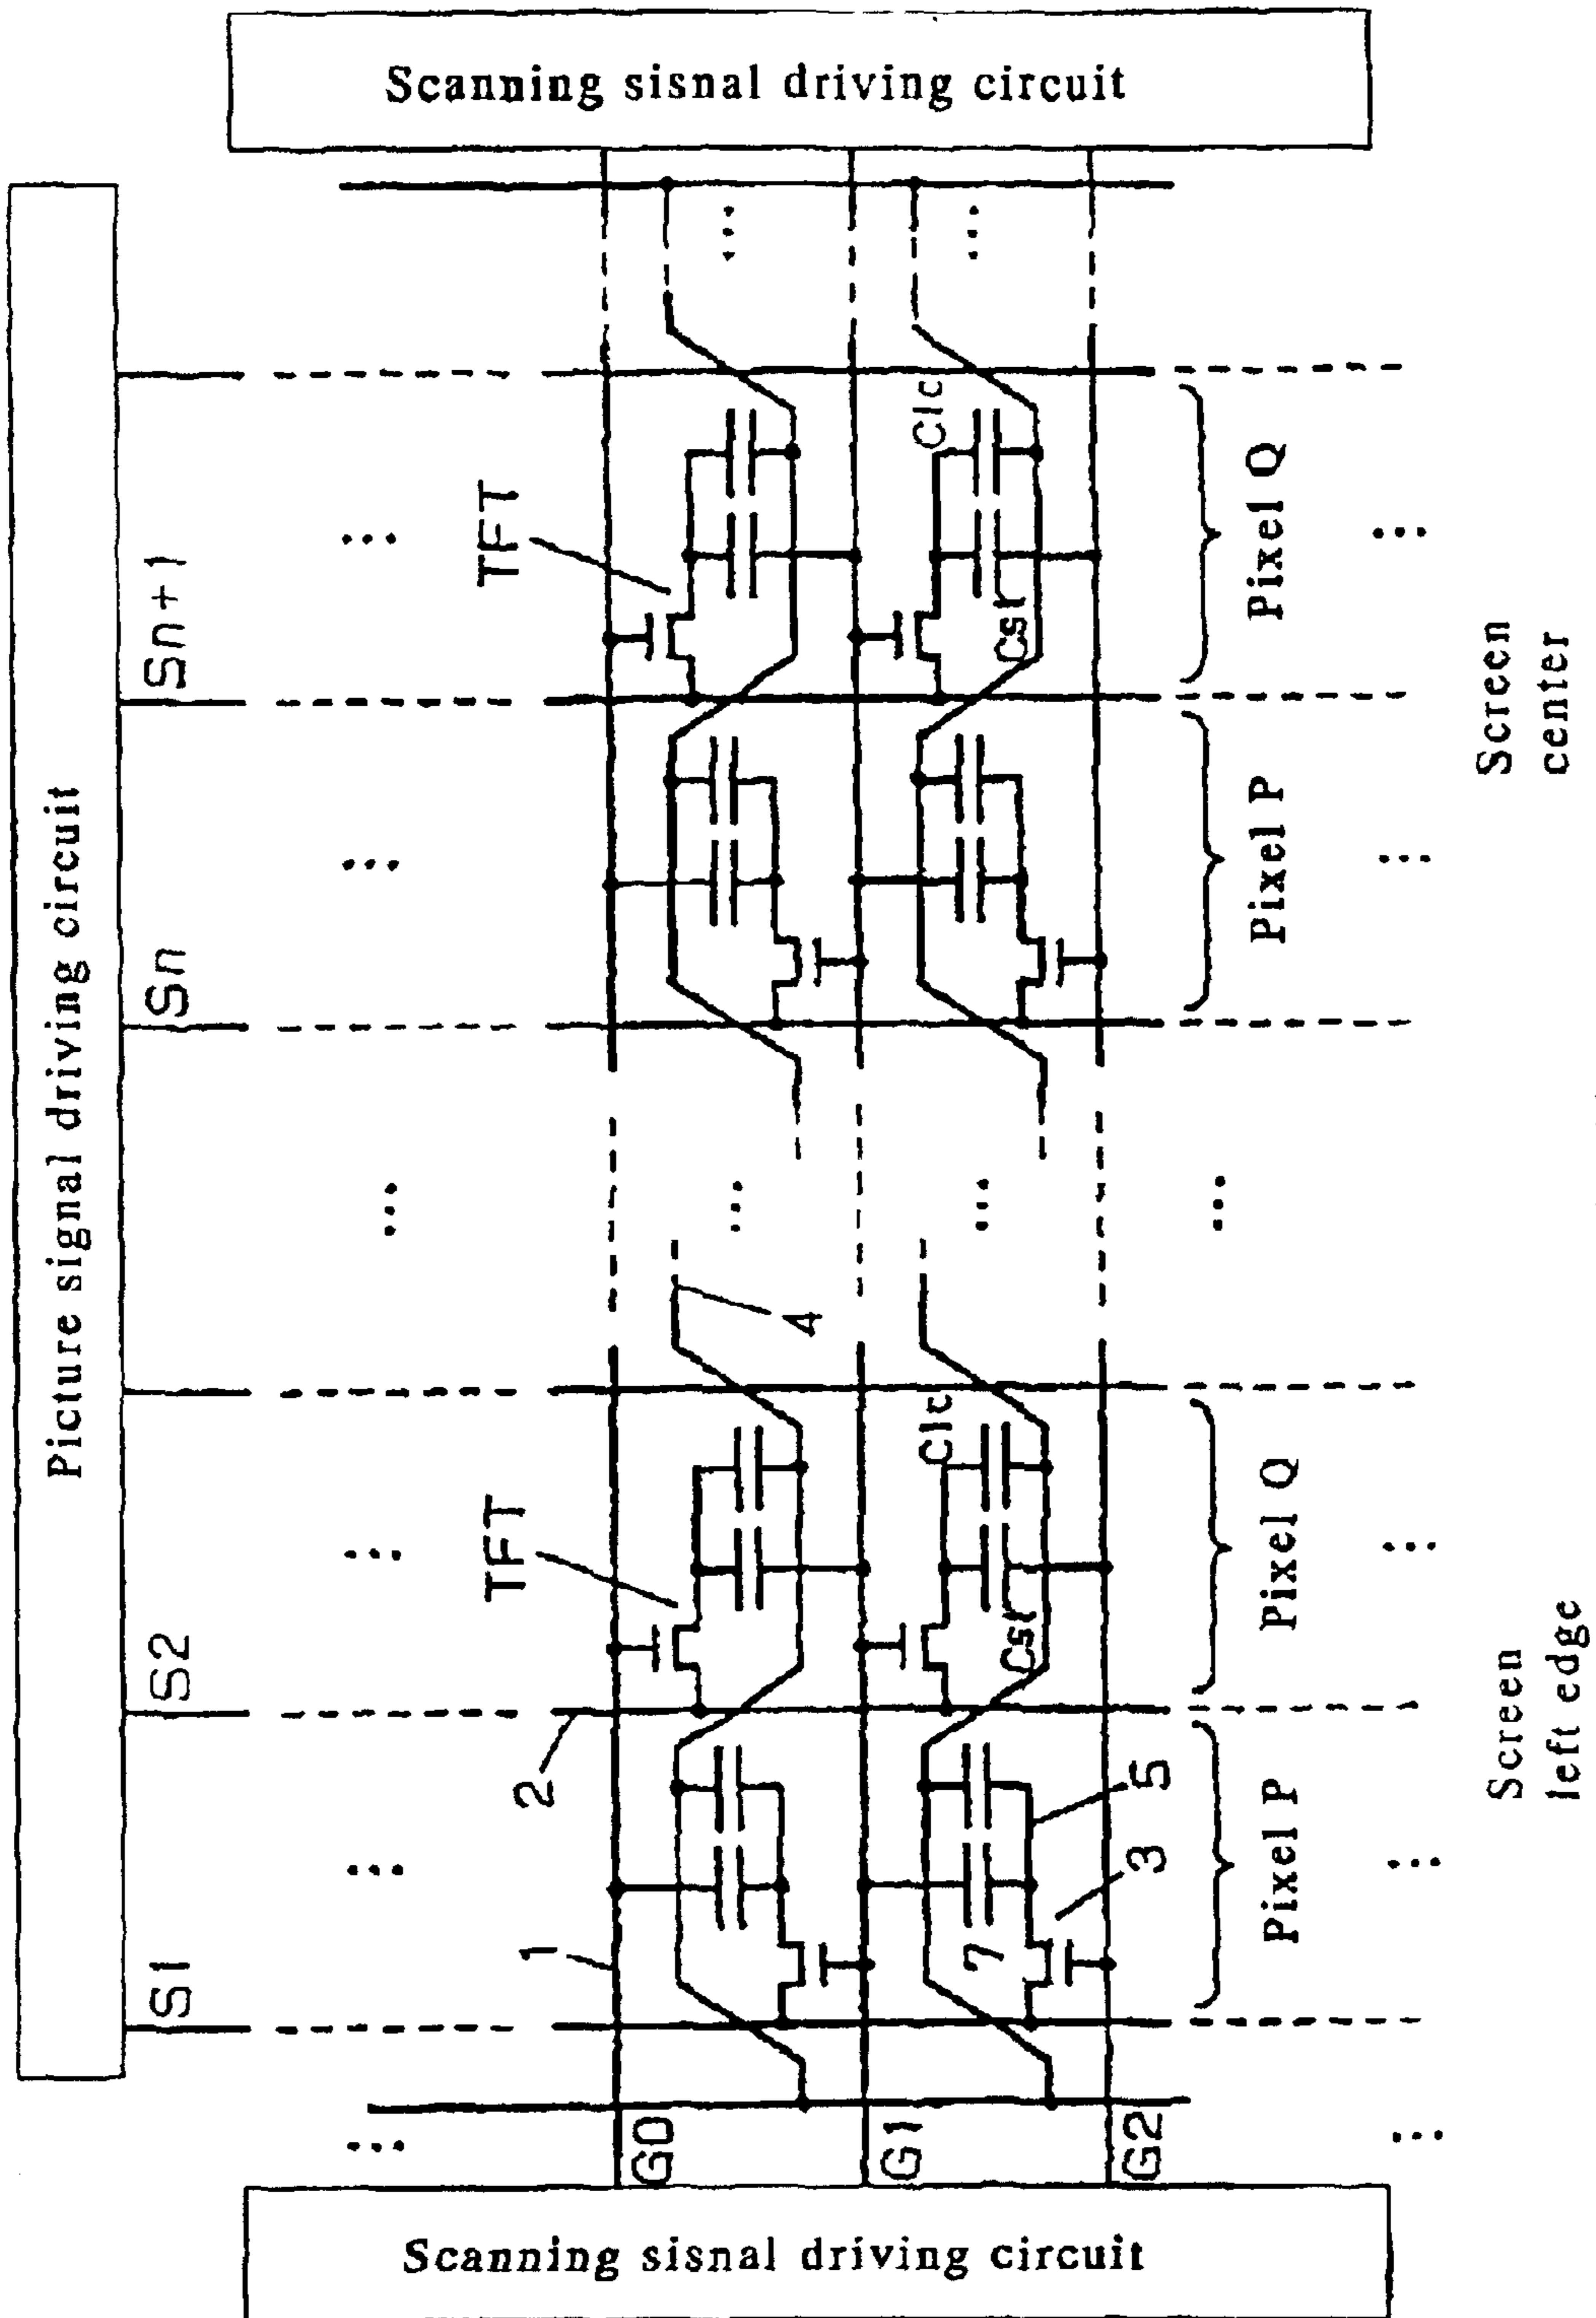 Picture signal driving circuit
S1
S2
Sn
Sn+1
Scanning sisnal driving circuit
G0
G1
G2
1
2
TFT
4
TFT
7
3
5
Cst
Clc
Cst
Clc
Scanning sisnal driving circuit
Pixel P
Pixel Q
Pixel P
Pixel Q
Screen
left edge
Screen
center